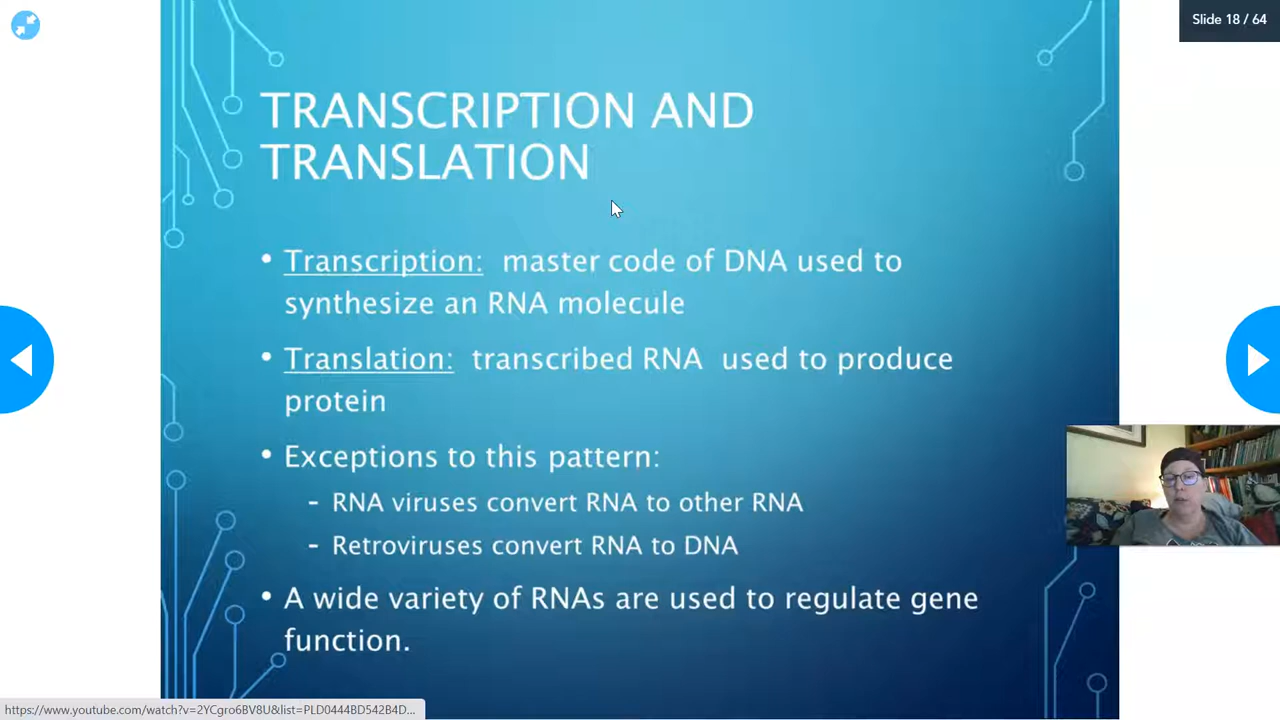 Slide 18 / 64
TRANSCRIPTION AND
TRANSLATION
• Transcription: master code of DNA used to
synthesize an RNA molecule
• Translation: transcribed RNA used to produce
protein
• Exceptions to this pattern:
- RNA viruses convert RNA to other RNA
- Retroviruses convert RNA to DNA
• A wide variety of RNAs are used to regulate gene
function.
https://www.youtube.com/watch?v=2YCgro6BV8U&list=PLD0444BD542B4D...